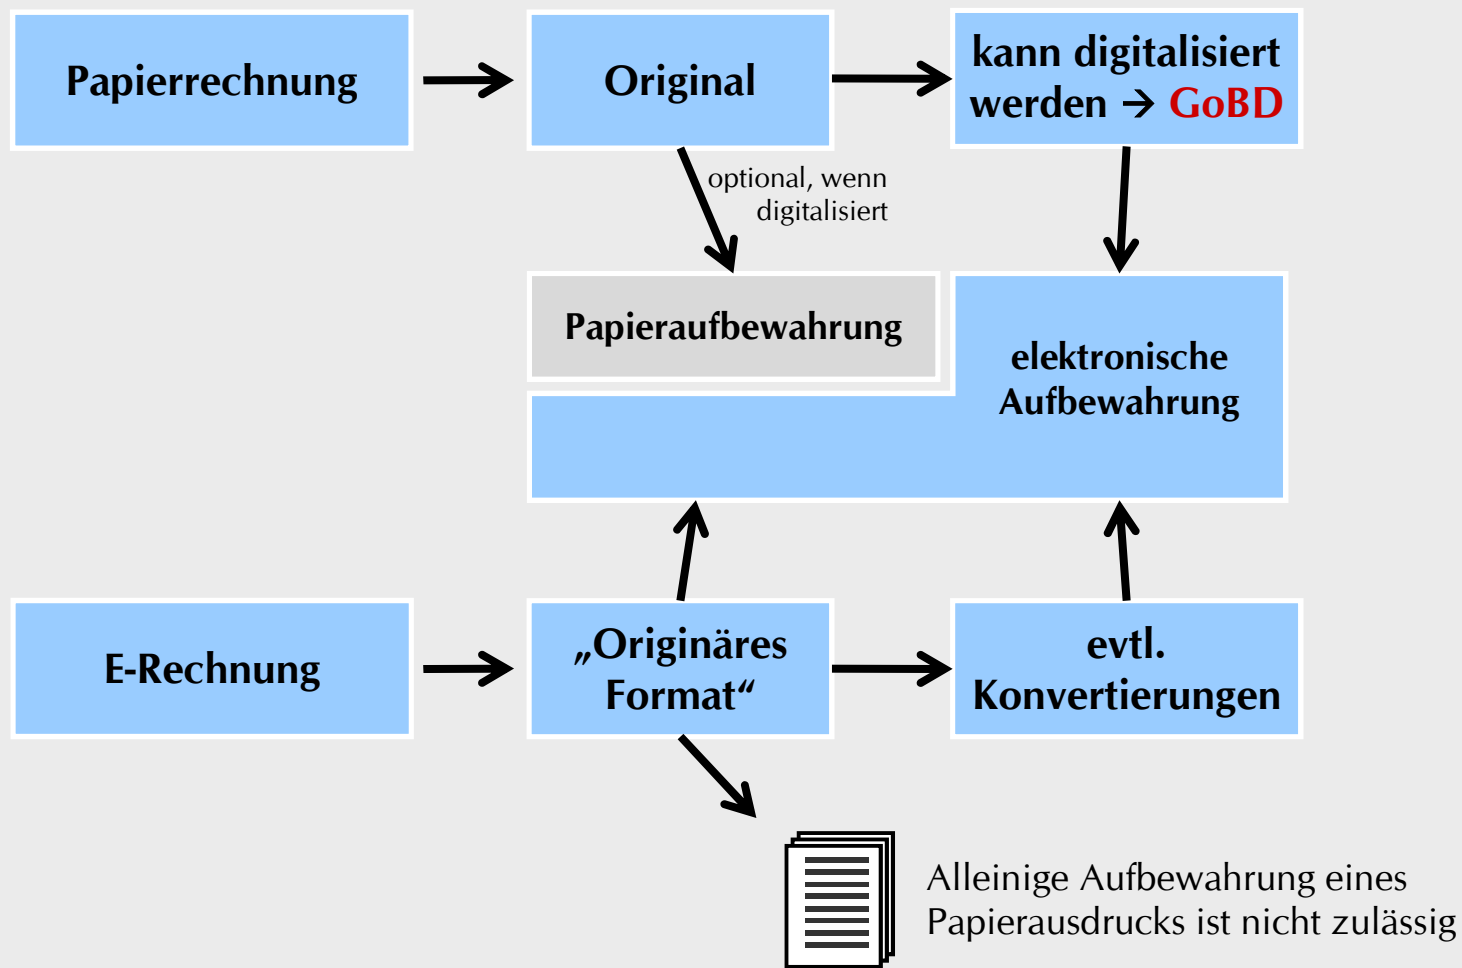 Papierrechnung
Original
kann digitalisiert
werden → GoBD
optional, wenn
digitalisiert
Papieraufbewahrung
elektronische
Aufbewahrung
E-Rechnung
„Originäres
Format“
evtl.
Konvertierungen
Alleinige Aufbewahrung eines
Papierausdrucks ist nicht zulässig